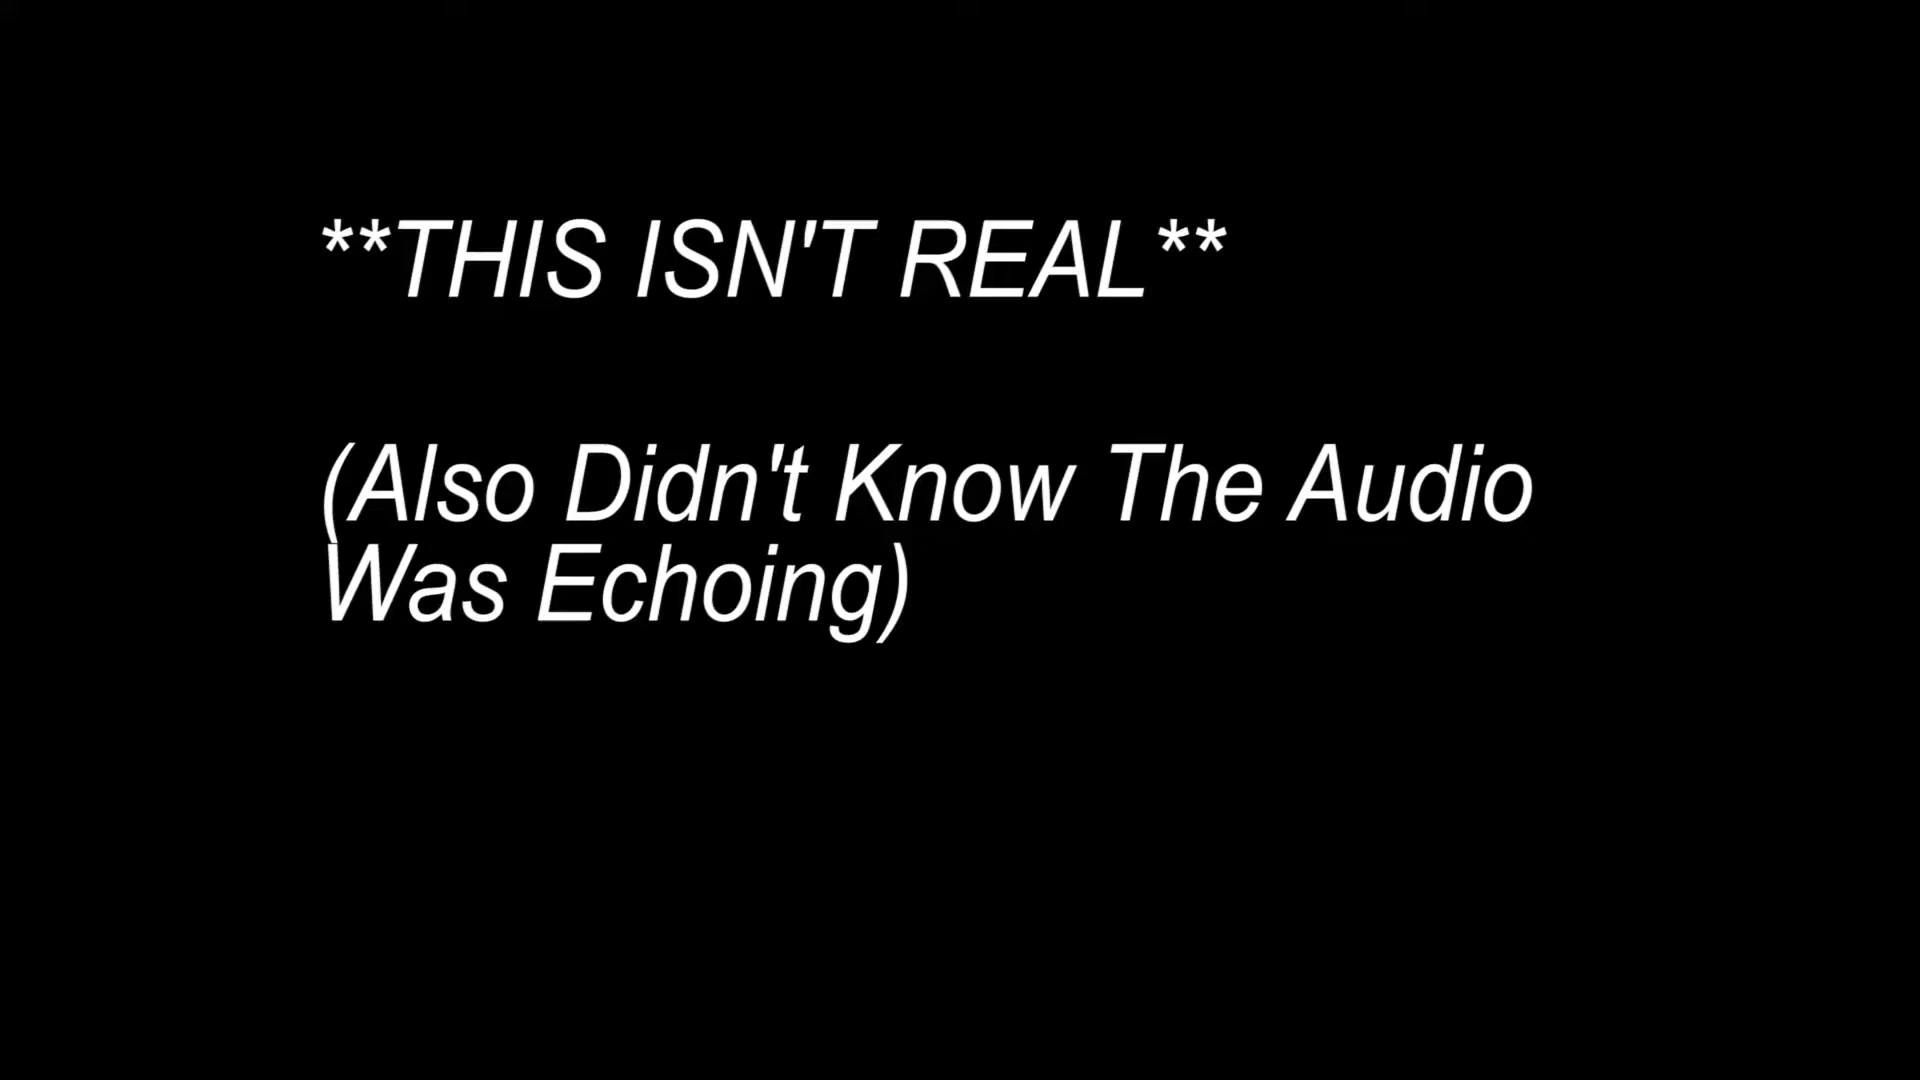 **THIS ISN'T REAL**
(Also Didn't Know The Audio
Was Echoing)